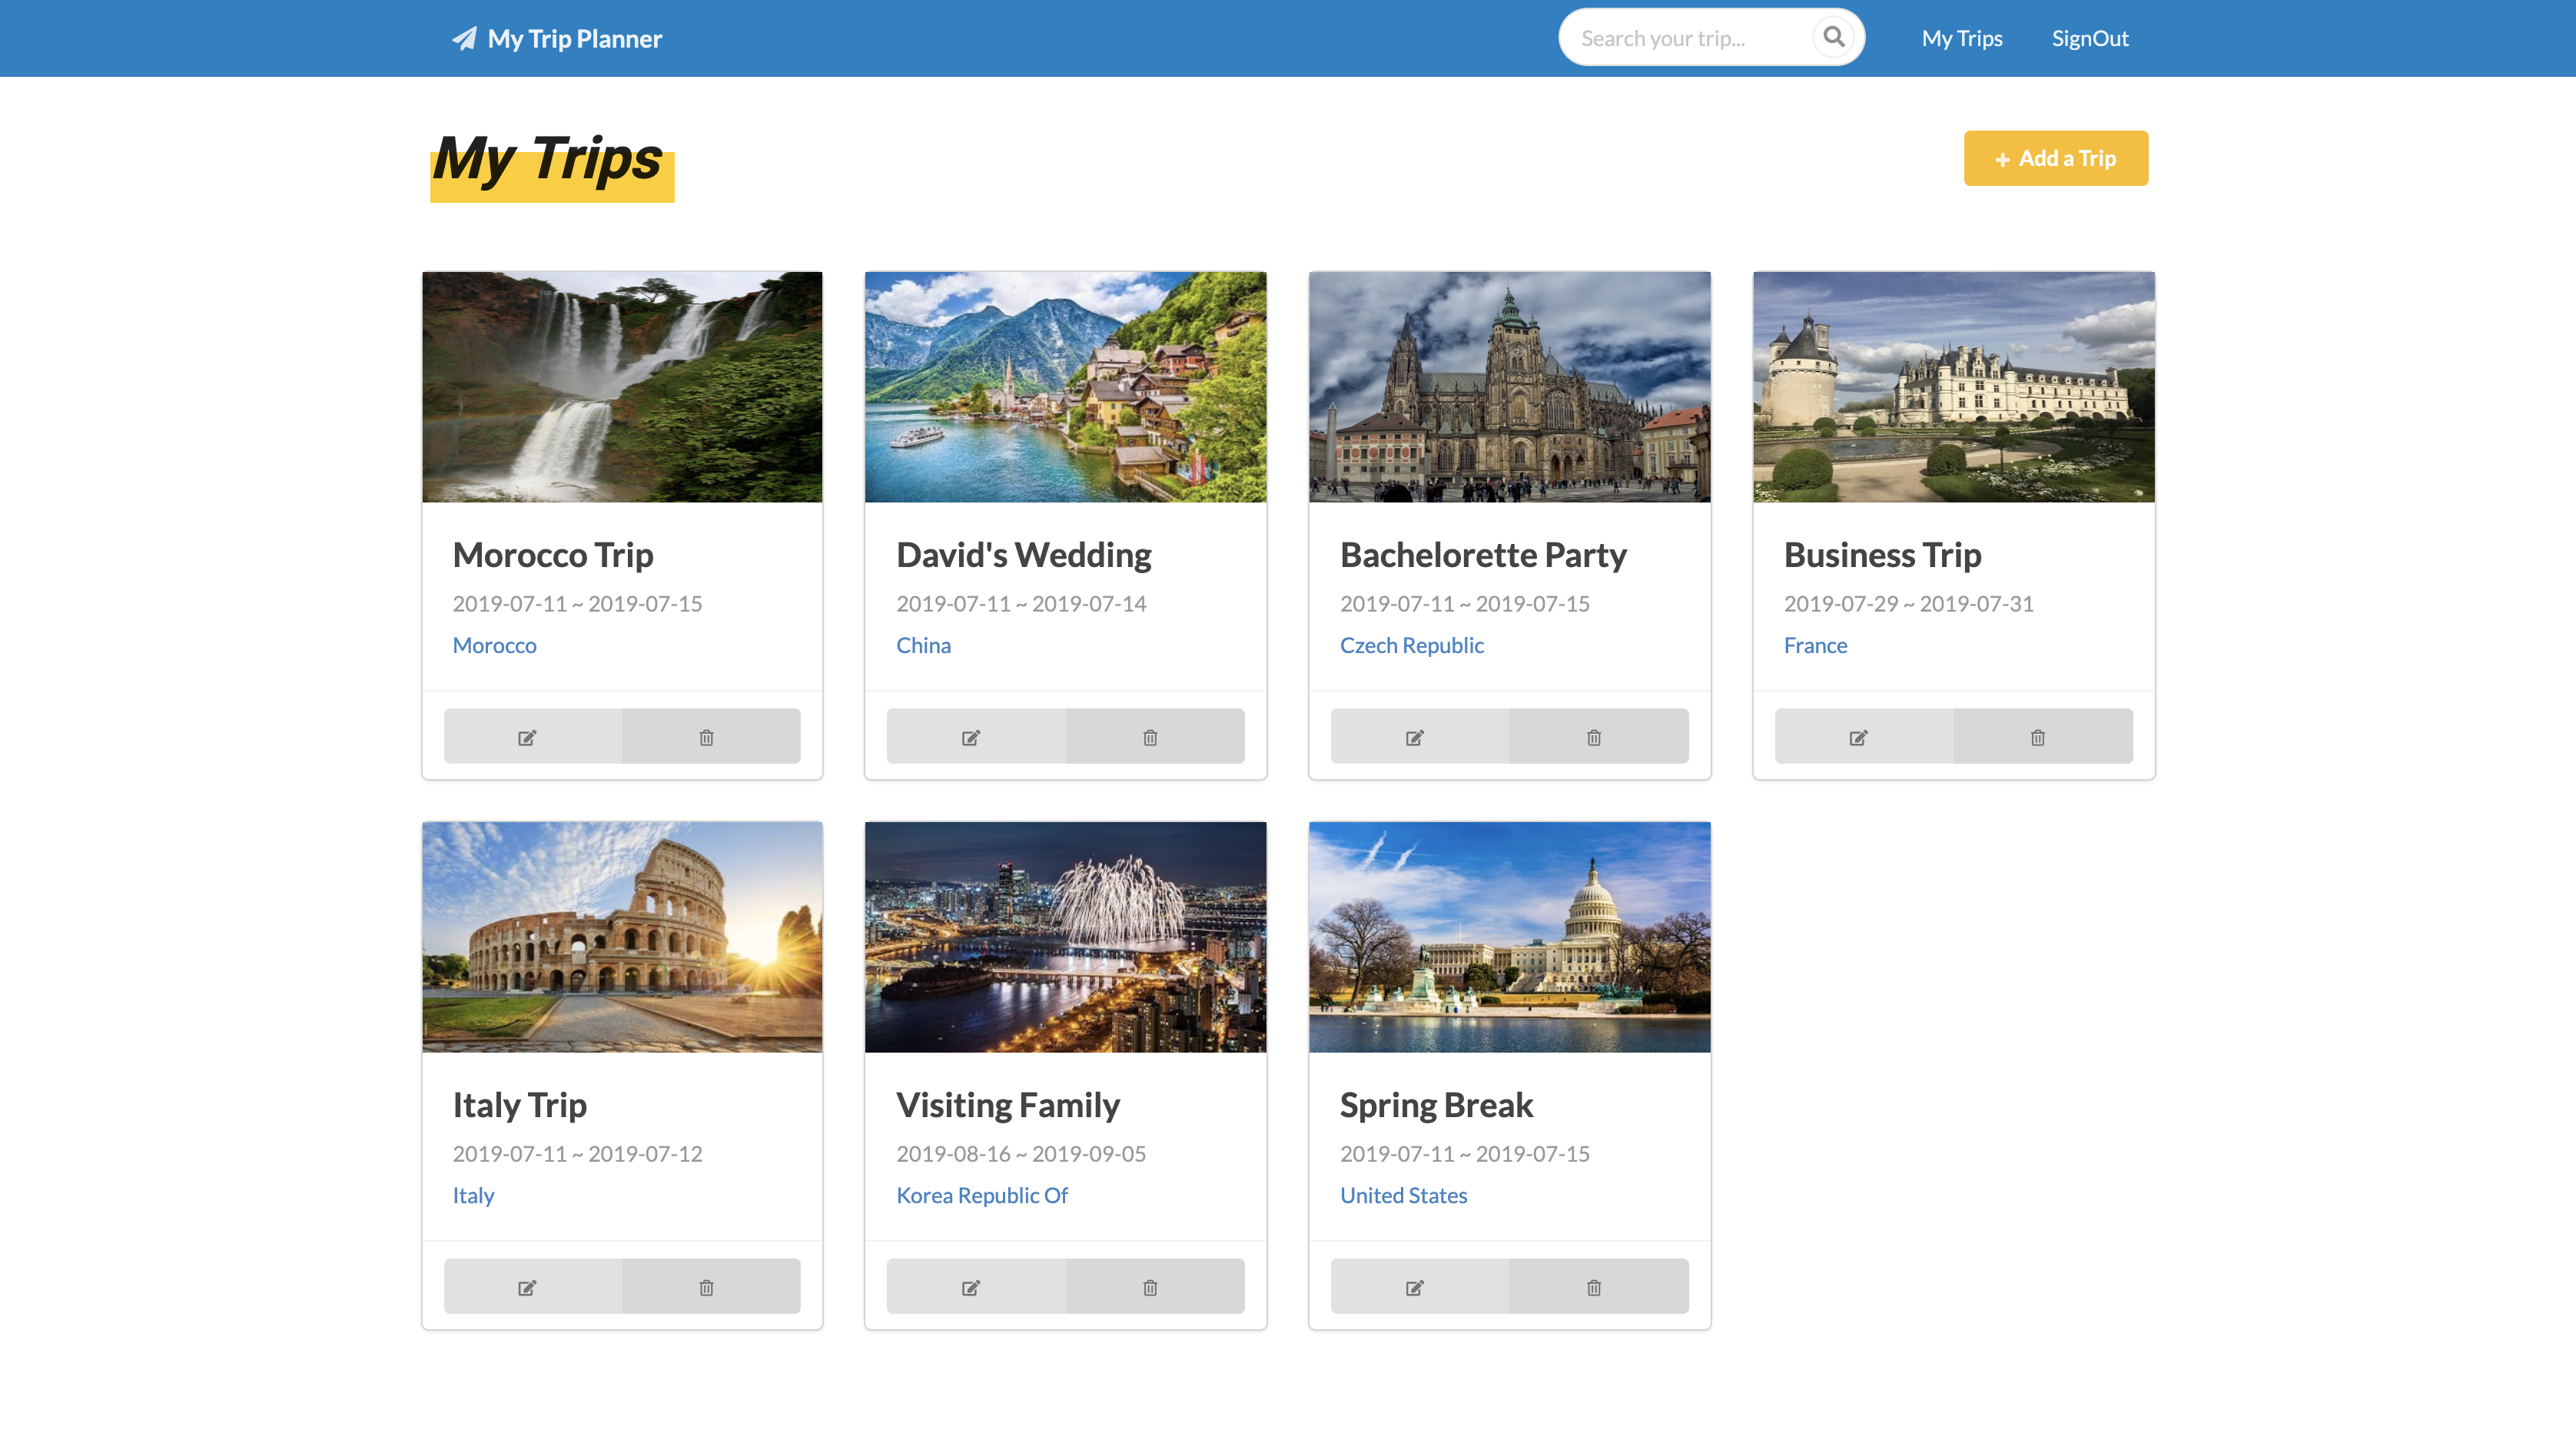 My Trip Planner
Search your trip...
My Trips
SignOut
My Trips
Add a Trip
Morocco Trip
2019-07-11 ~ 2019-07-15
Morocco
David's Wedding
2019-07-11 ~ 2019-07-14
China
Bachelorette Party
2019-07-11 ~ 2019-07-15
Czech Republic
Business Trip
2019-07-29 ~ 2019-07-31
France
Italy Trip
2019-07-11 ~ 2019-07-12
Italy
Visiting Family
2019-08-16 ~ 2019-09-05
Korea Republic Of
Spring Break
2019-07-11 ~ 2019-07-15
United States